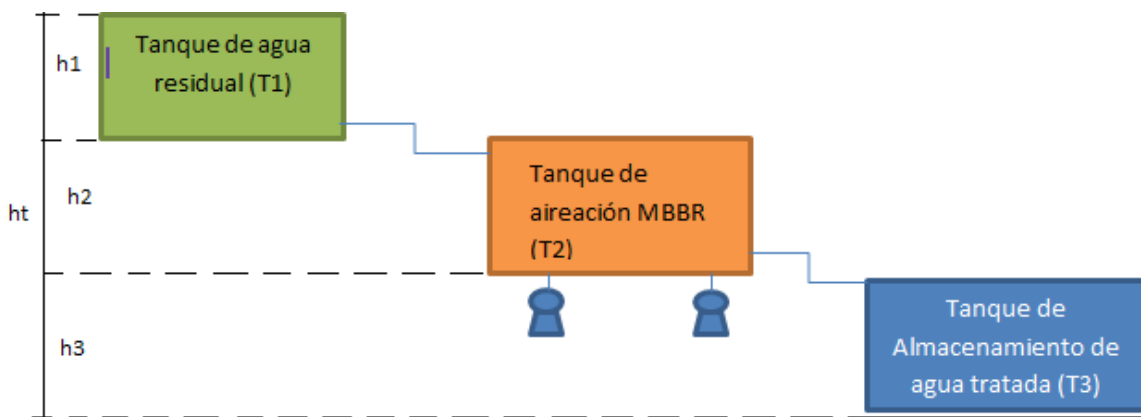 h1
Tanque de agua
residual (T1)
ht
h2
Tanque de
aireación MBBR
(T2)
h3
Tanque de
Almacenamiento de
agua tratada (T3)